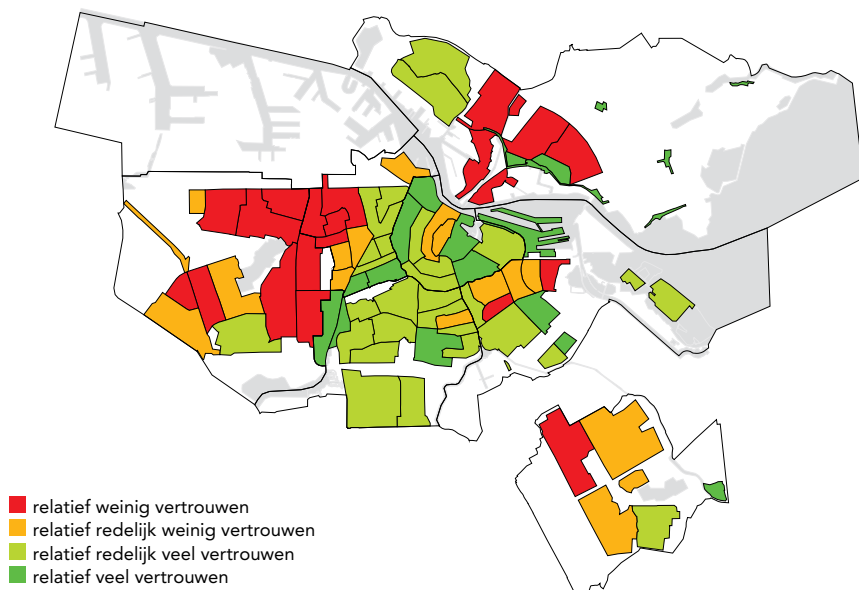 relatief weinig vertrouwen
relatief redelijk weinig vertrouwen
relatief redelijk veel vertrouwen
relatief veel vertrouwen